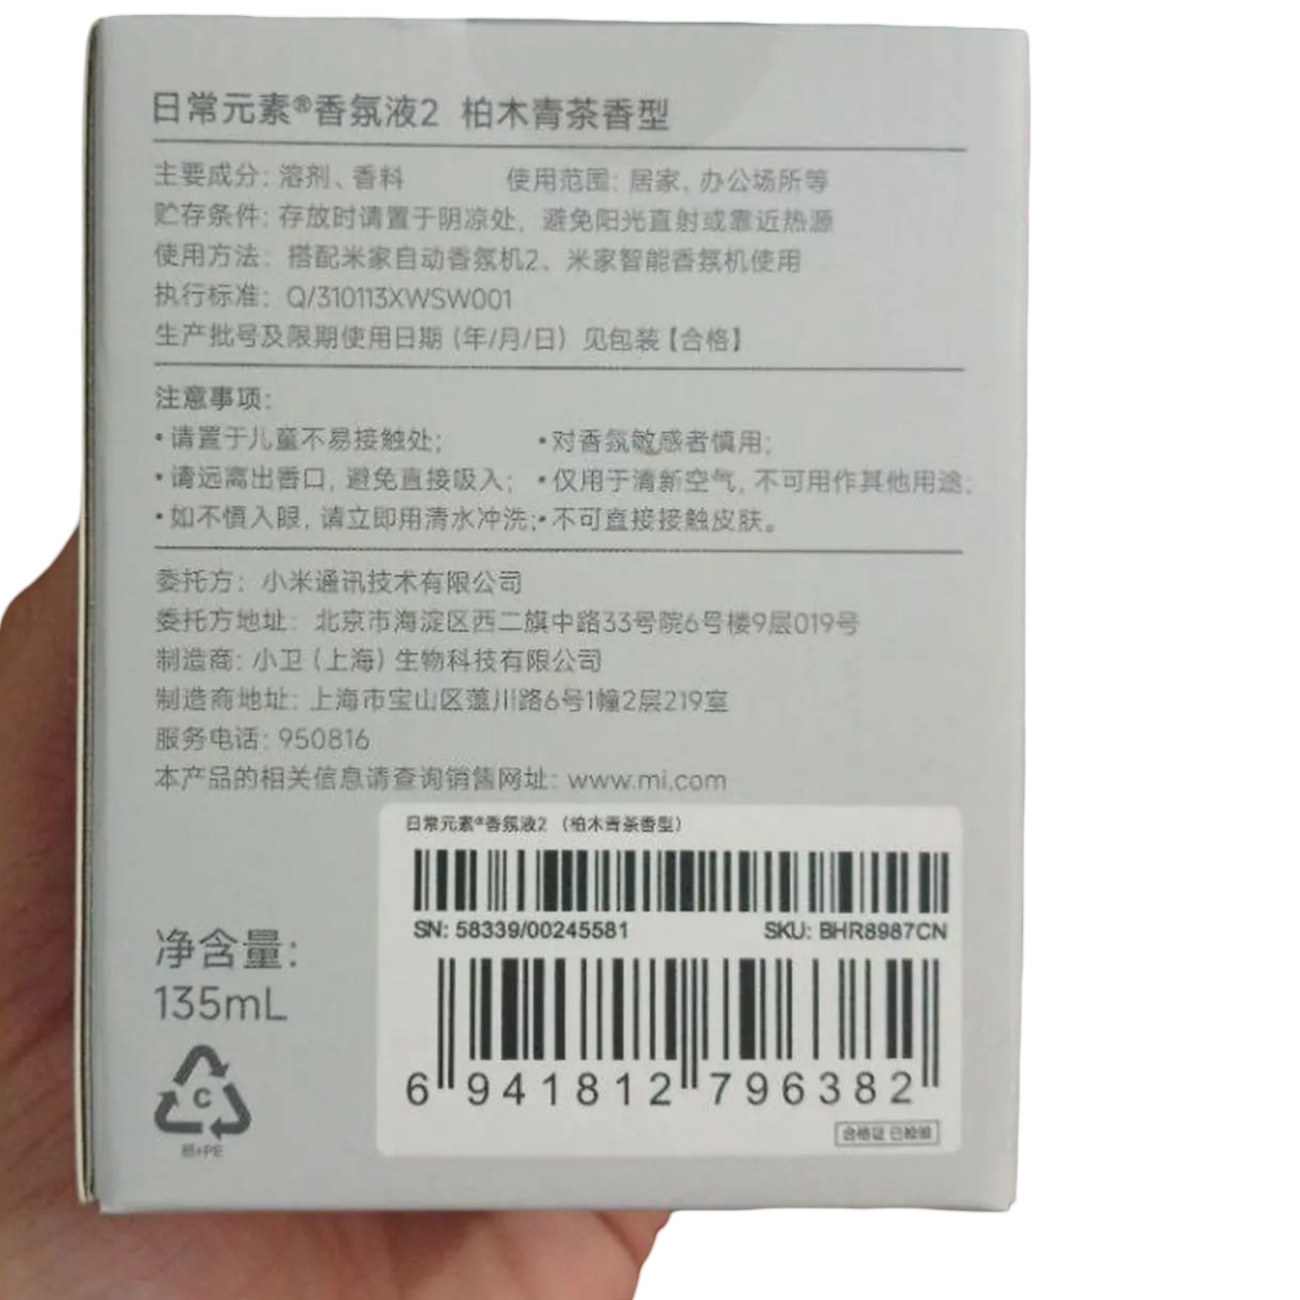 日常元素®香氛液2 柏木青茶香型
主要成分: 溶剂、香料 使用范围: 居家、办公场所等
贮存条件: 存放时请置于阴凉处, 避免阳光直射或靠近热源
使用方法: 搭配米家自动香氛机2、米家智能香氛机使用
执行标准: Q/310113XWSW001
生产批号及限期使用日期 (年/月/日) 见包装【合格】
注意事项:
•请置于儿童不易接触处; •对香氛敏感者慎用;
•请远离出香口, 避免直接吸入; •仅用于清新空气, 不可用作其他用途;
•如不慎入眼, 请立即用清水冲洗; •不可直接接触皮肤。
委托方: 小米通讯技术有限公司
委托方地址: 北京市海淀区西二旗中路33号院6号楼9层019号
制造商: 小卫 (上海) 生物科技有限公司
制造商地址: 上海市宝山区蕰川路6号1幢2层219室
服务电话: 950816
本产品的相关信息请查询销售网址: www.mi.com
日常元素®香氛液2 (柏木青茶香型)
SN: 58339/00245581 SKU: BHR8987CN
净含量:
135mL
6 941812 796382
C
纸+PE
合格证 已检验